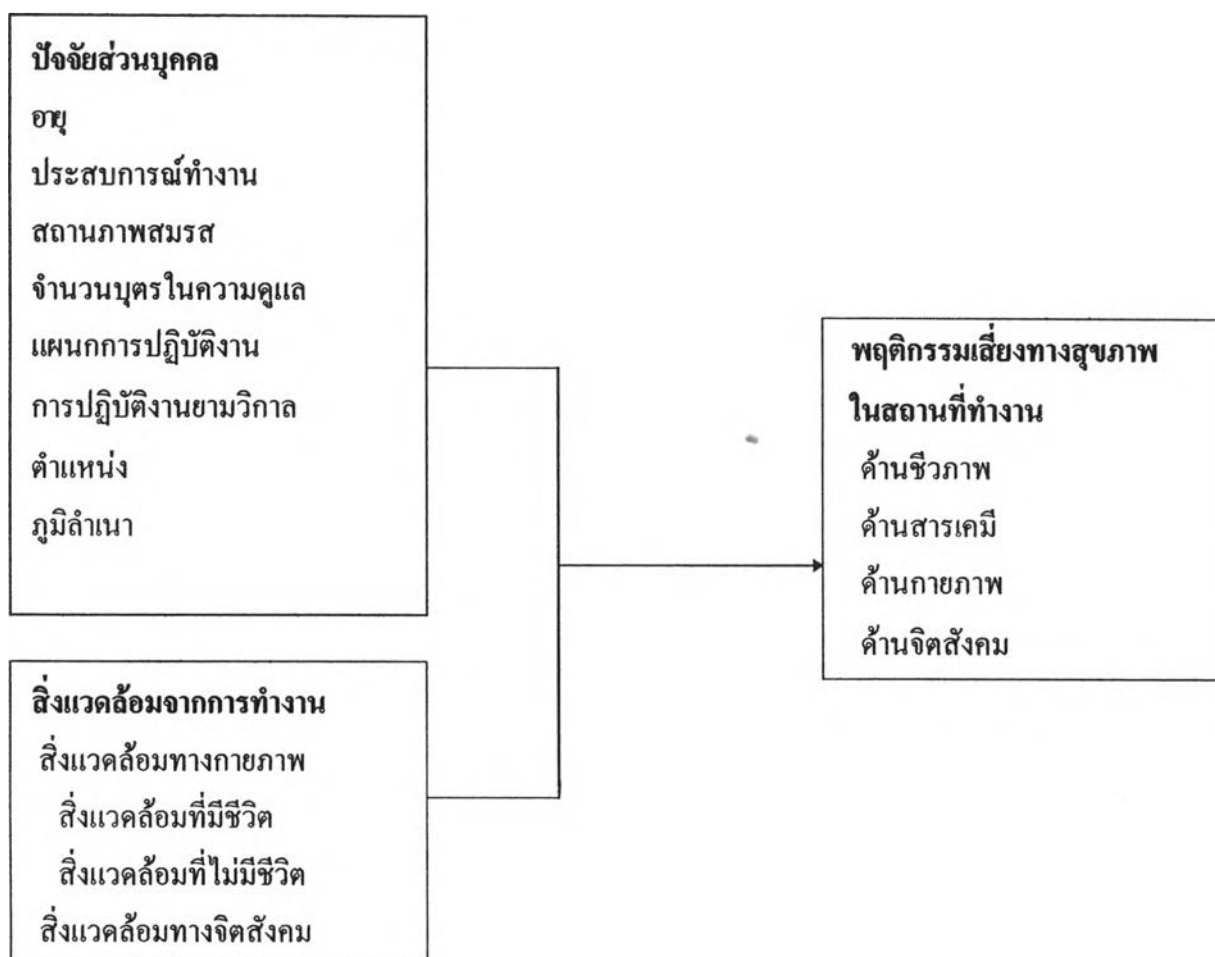 ปัจจัยส่วนบุคคล
อายุ
ประสบการณ์ทำงาน
สถานภาพสมรส
จำนวนบุตรในความดูแล
แผนกการปฏิบัติงาน
การปฏิบัติงานยามวิกาล
ตำแหน่ง
ภูมิลำเนา
สิ่งแวดล้อมจากการทำงาน
สิ่งแวดล้อมทางกายภาพ
สิ่งแวดล้อมที่มีชีวิต
สิ่งแวดล้อมที่ไม่มีชีวิต
สิ่งแวดล้อมทางจิตสังคม
พฤติกรรมเสี่ยงทางสุขภาพ
ในสถานที่ทำงาน
ด้านชีวภาพ
ด้านสารเคมี
ด้านกายภาพ
ด้านจิตสังคม